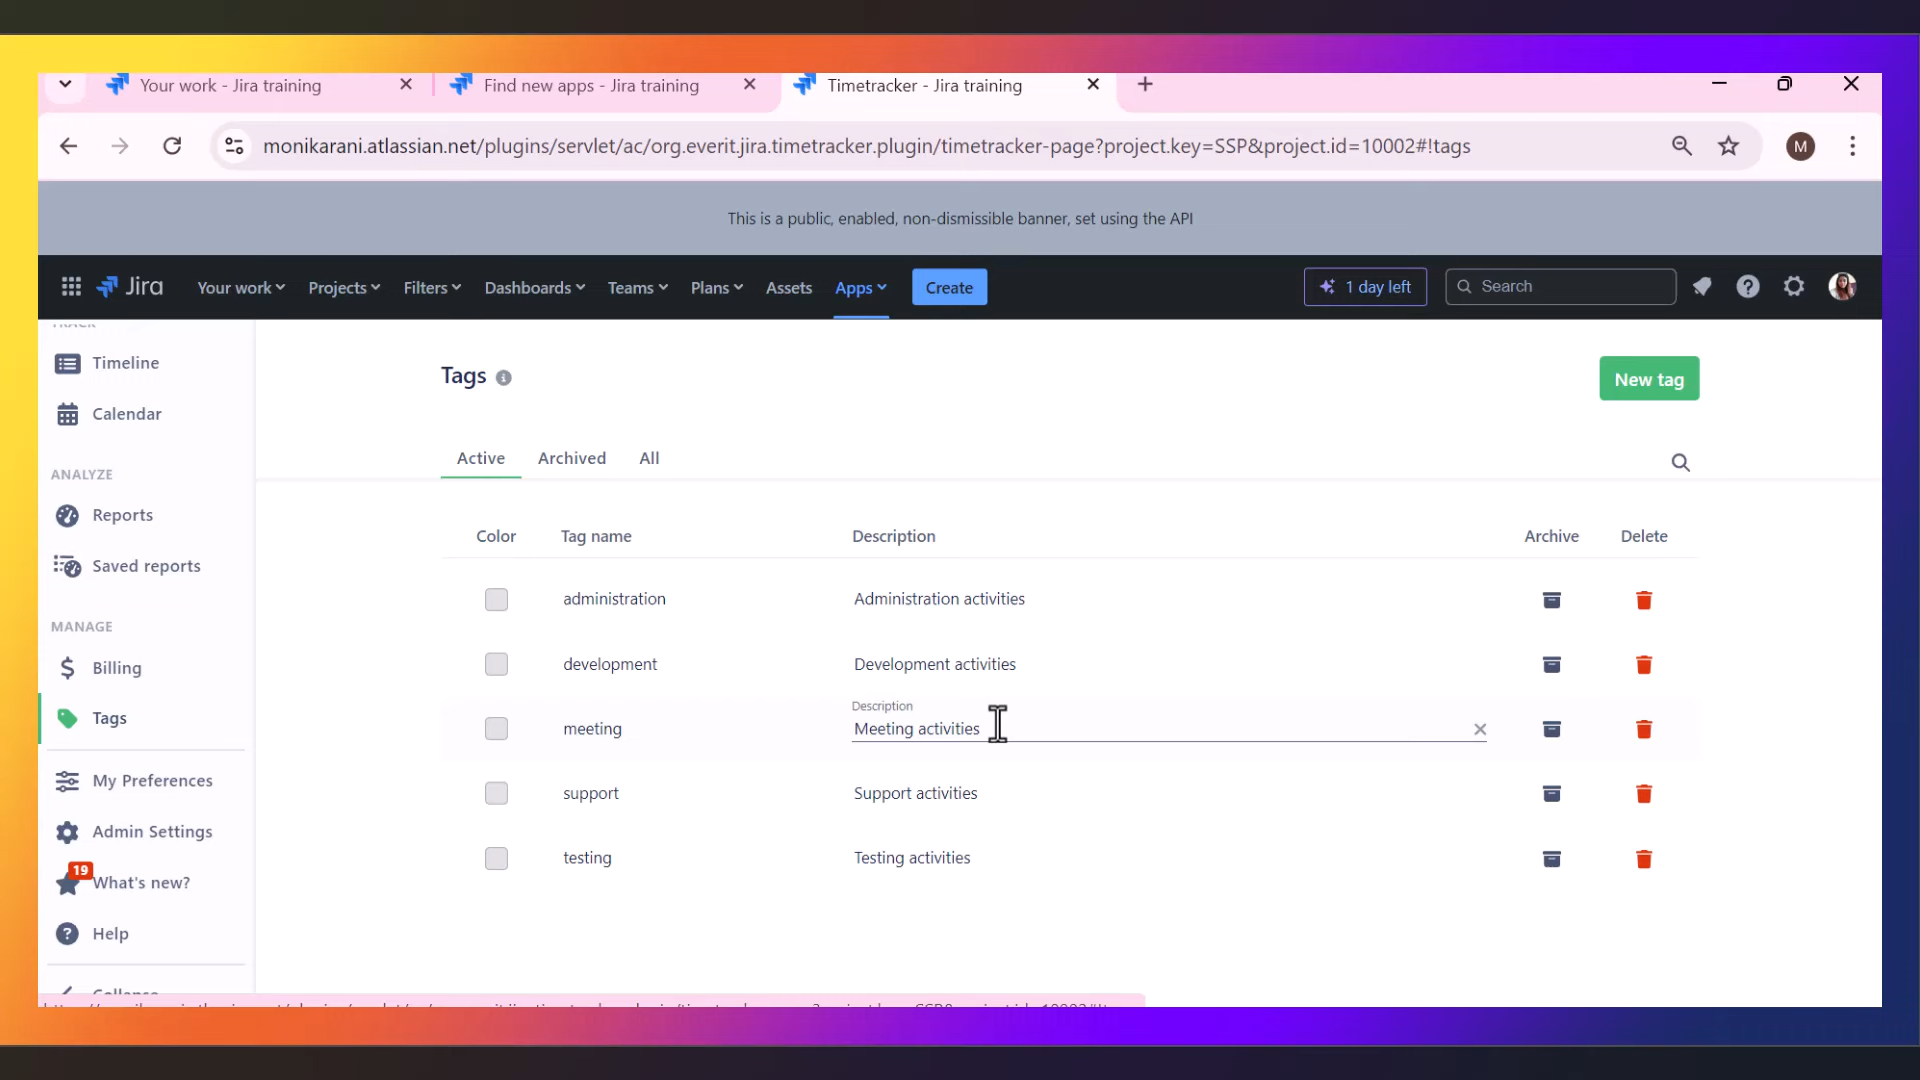 Your work - Jira training
Find new apps - Jira training
Timetracker - Jira training
monikarani.atlassian.net/plugins/servlet/ac/org.everit.jira.timetracker.plugin/timetracker-page?project.key=SSP&project.id=10002#!tags
M
This is a public, enabled, non-dismissible banner, set using the API
Jira
Your work
Projects
Filters
Dashboards
Teams
Plans
Assets
Apps
Create
1 day left
Search
TRACK
Timeline
Calendar
ANALYZE
Reports
Saved reports
MANAGE
Billing
Tags
My Preferences
Admin Settings
19
What's new?
Help
Collapse
Tags
New tag
Active
Archived
All
Color Tag name Description Archive Delete
administration Administration activities
development Development activities
Description
meeting Meeting activities
support Support activities
testing Testing activities